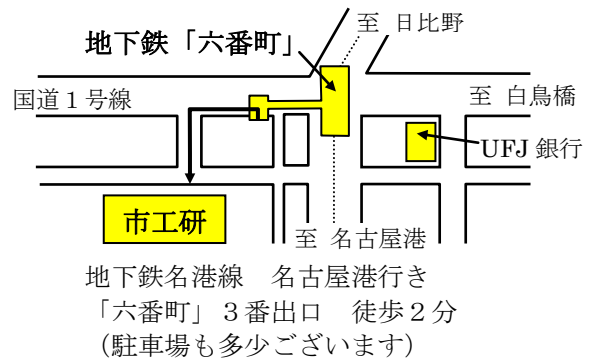 至 日比野
地下鉄「六番町」
国道１号線
至 白鳥橋
UFJ 銀行
市工研
至 名古屋港
地下鉄名港線　名古屋港行き
「六番町」３番出口　徒歩２分
（駐車場も多少ございます）